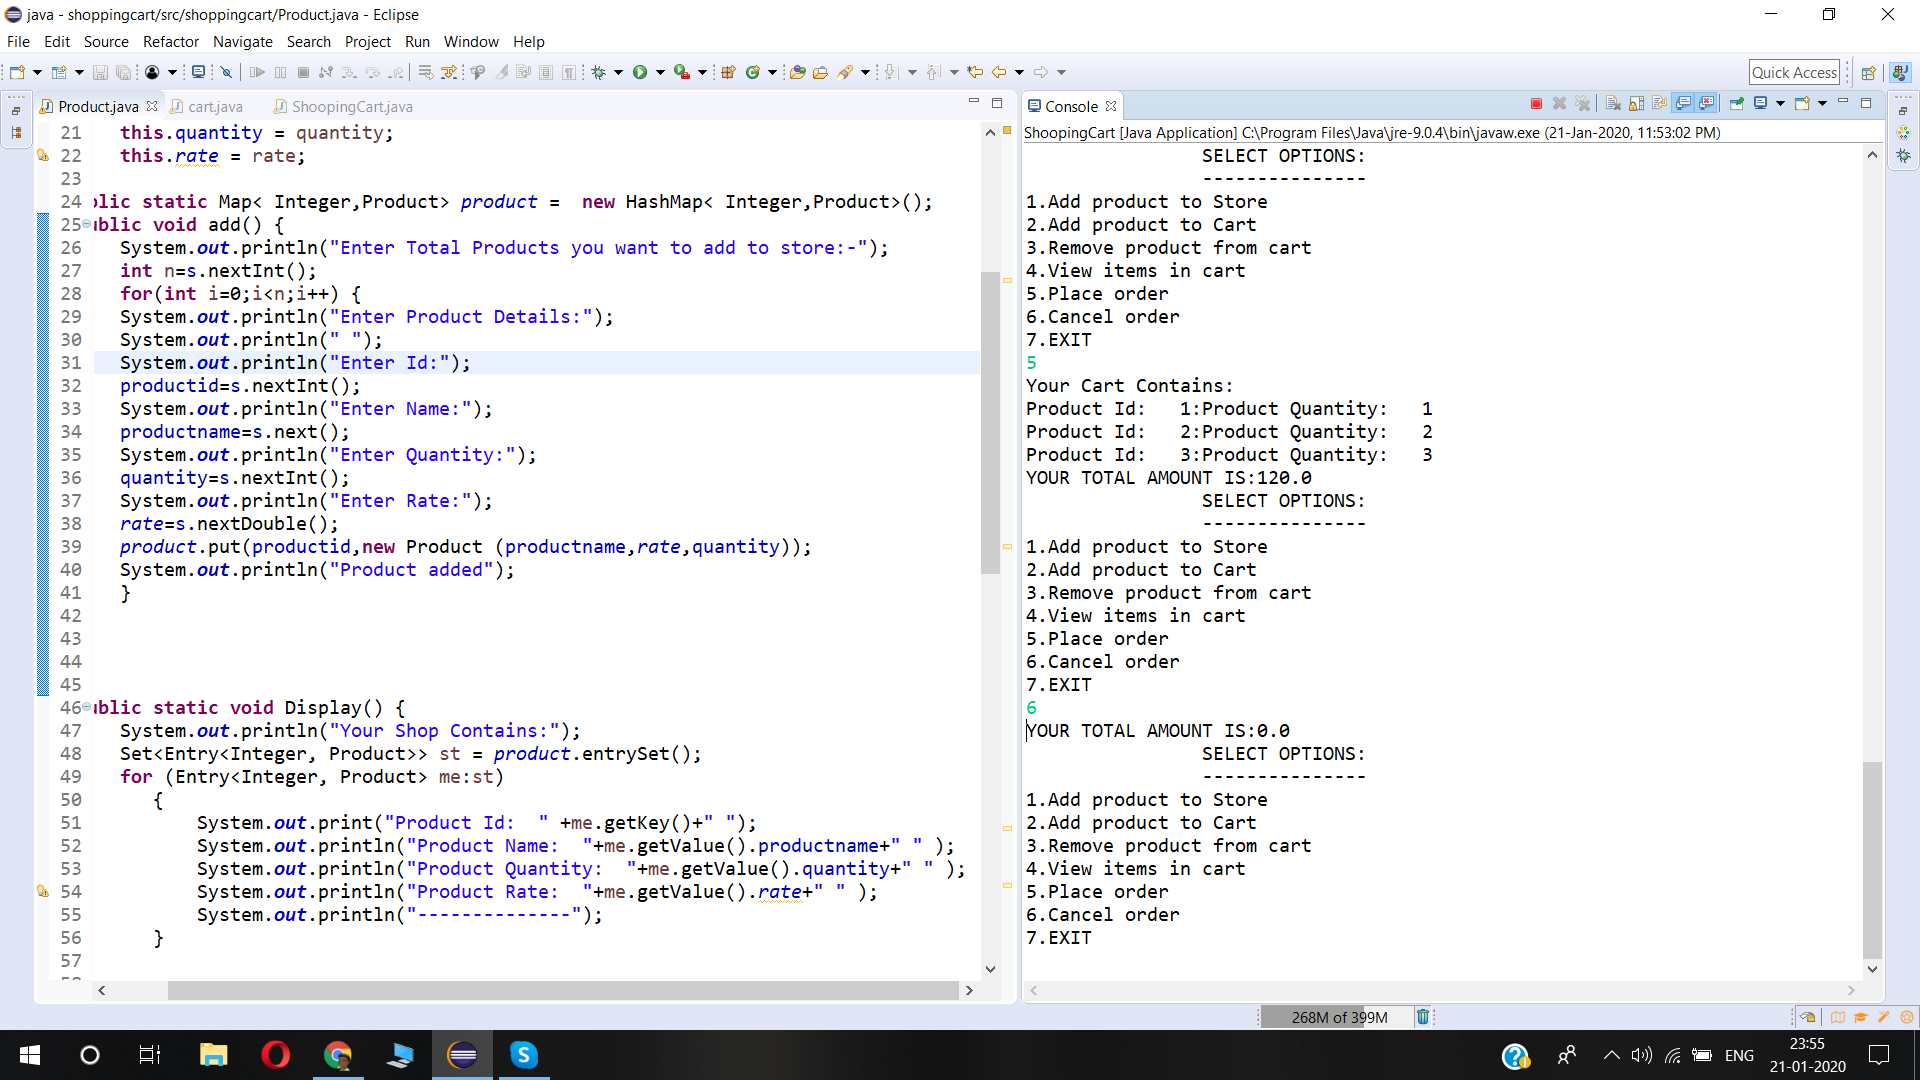 java - shoppingcart/src/shoppingcart/Product.java - Eclipse
File Edit Source Refactor Navigate Search Project Run Window Help
Quick Access
Product.java cart.java ShoopingCart.java
21 this.quantity = quantity;
22 this.rate = rate;
23
24 blic static Map< Integer,Product> product =  new HashMap< Integer,Product>();
25 ublic void add() {
26 System.out.println("Enter Total Products you want to add to store:-");
27 int n=s.nextInt();
28 for(int i=0;i<n;i++) {
29 System.out.println("Enter Product Details:");
30 System.out.println(" ");
31 System.out.println("Enter Id:");
32 productid=s.nextInt();
33 System.out.println("Enter Name:");
34 productname=s.next();
35 System.out.println("Enter Quantity:");
36 quantity=s.nextInt();
37 System.out.println("Enter Rate:");
38 rate=s.nextDouble();
39 product.put(productid,new Product (productname,rate,quantity));
40 System.out.println("Product added");
41 }
42
43
44
45
46 ublic static void Display() {
47 System.out.println("Your Shop Contains:");
48 Set<Entry<Integer, Product>> st = product.entrySet();
49 for (Entry<Integer, Product> me:st)
50 {
51 System.out.print("Product Id:  " +me.getKey()+" ");
52 System.out.println("Product Name:  "+me.getValue().productname+" " );
53 System.out.println("Product Quantity:  "+me.getValue().quantity+" " );
54 System.out.println("Product Rate:  "+me.getValue().rate+" " );
55 System.out.println("--------------");
56 }
57
Console
ShoopingCart [Java Application] C:\Program Files\Java\jre-9.0.4\bin\javaw.exe (21-Jan-2020, 11:53:02 PM)
SELECT OPTIONS:
---------------
1.Add product to Store
2.Add product to Cart
3.Remove product from cart
4.View items in cart
5.Place order
6.Cancel order
7.EXIT
5
Your Cart Contains:
Product Id:   1:Product Quantity:   1
Product Id:   2:Product Quantity:   2
Product Id:   3:Product Quantity:   3
YOUR TOTAL AMOUNT IS:120.0
SELECT OPTIONS:
---------------
1.Add product to Store
2.Add product to Cart
3.Remove product from cart
4.View items in cart
5.Place order
6.Cancel order
7.EXIT
6
YOUR TOTAL AMOUNT IS:0.0
SELECT OPTIONS:
---------------
1.Add product to Store
2.Add product to Cart
3.Remove product from cart
4.View items in cart
5.Place order
6.Cancel order
7.EXIT
268M of 399M
ENG
23:55
21-01-2020